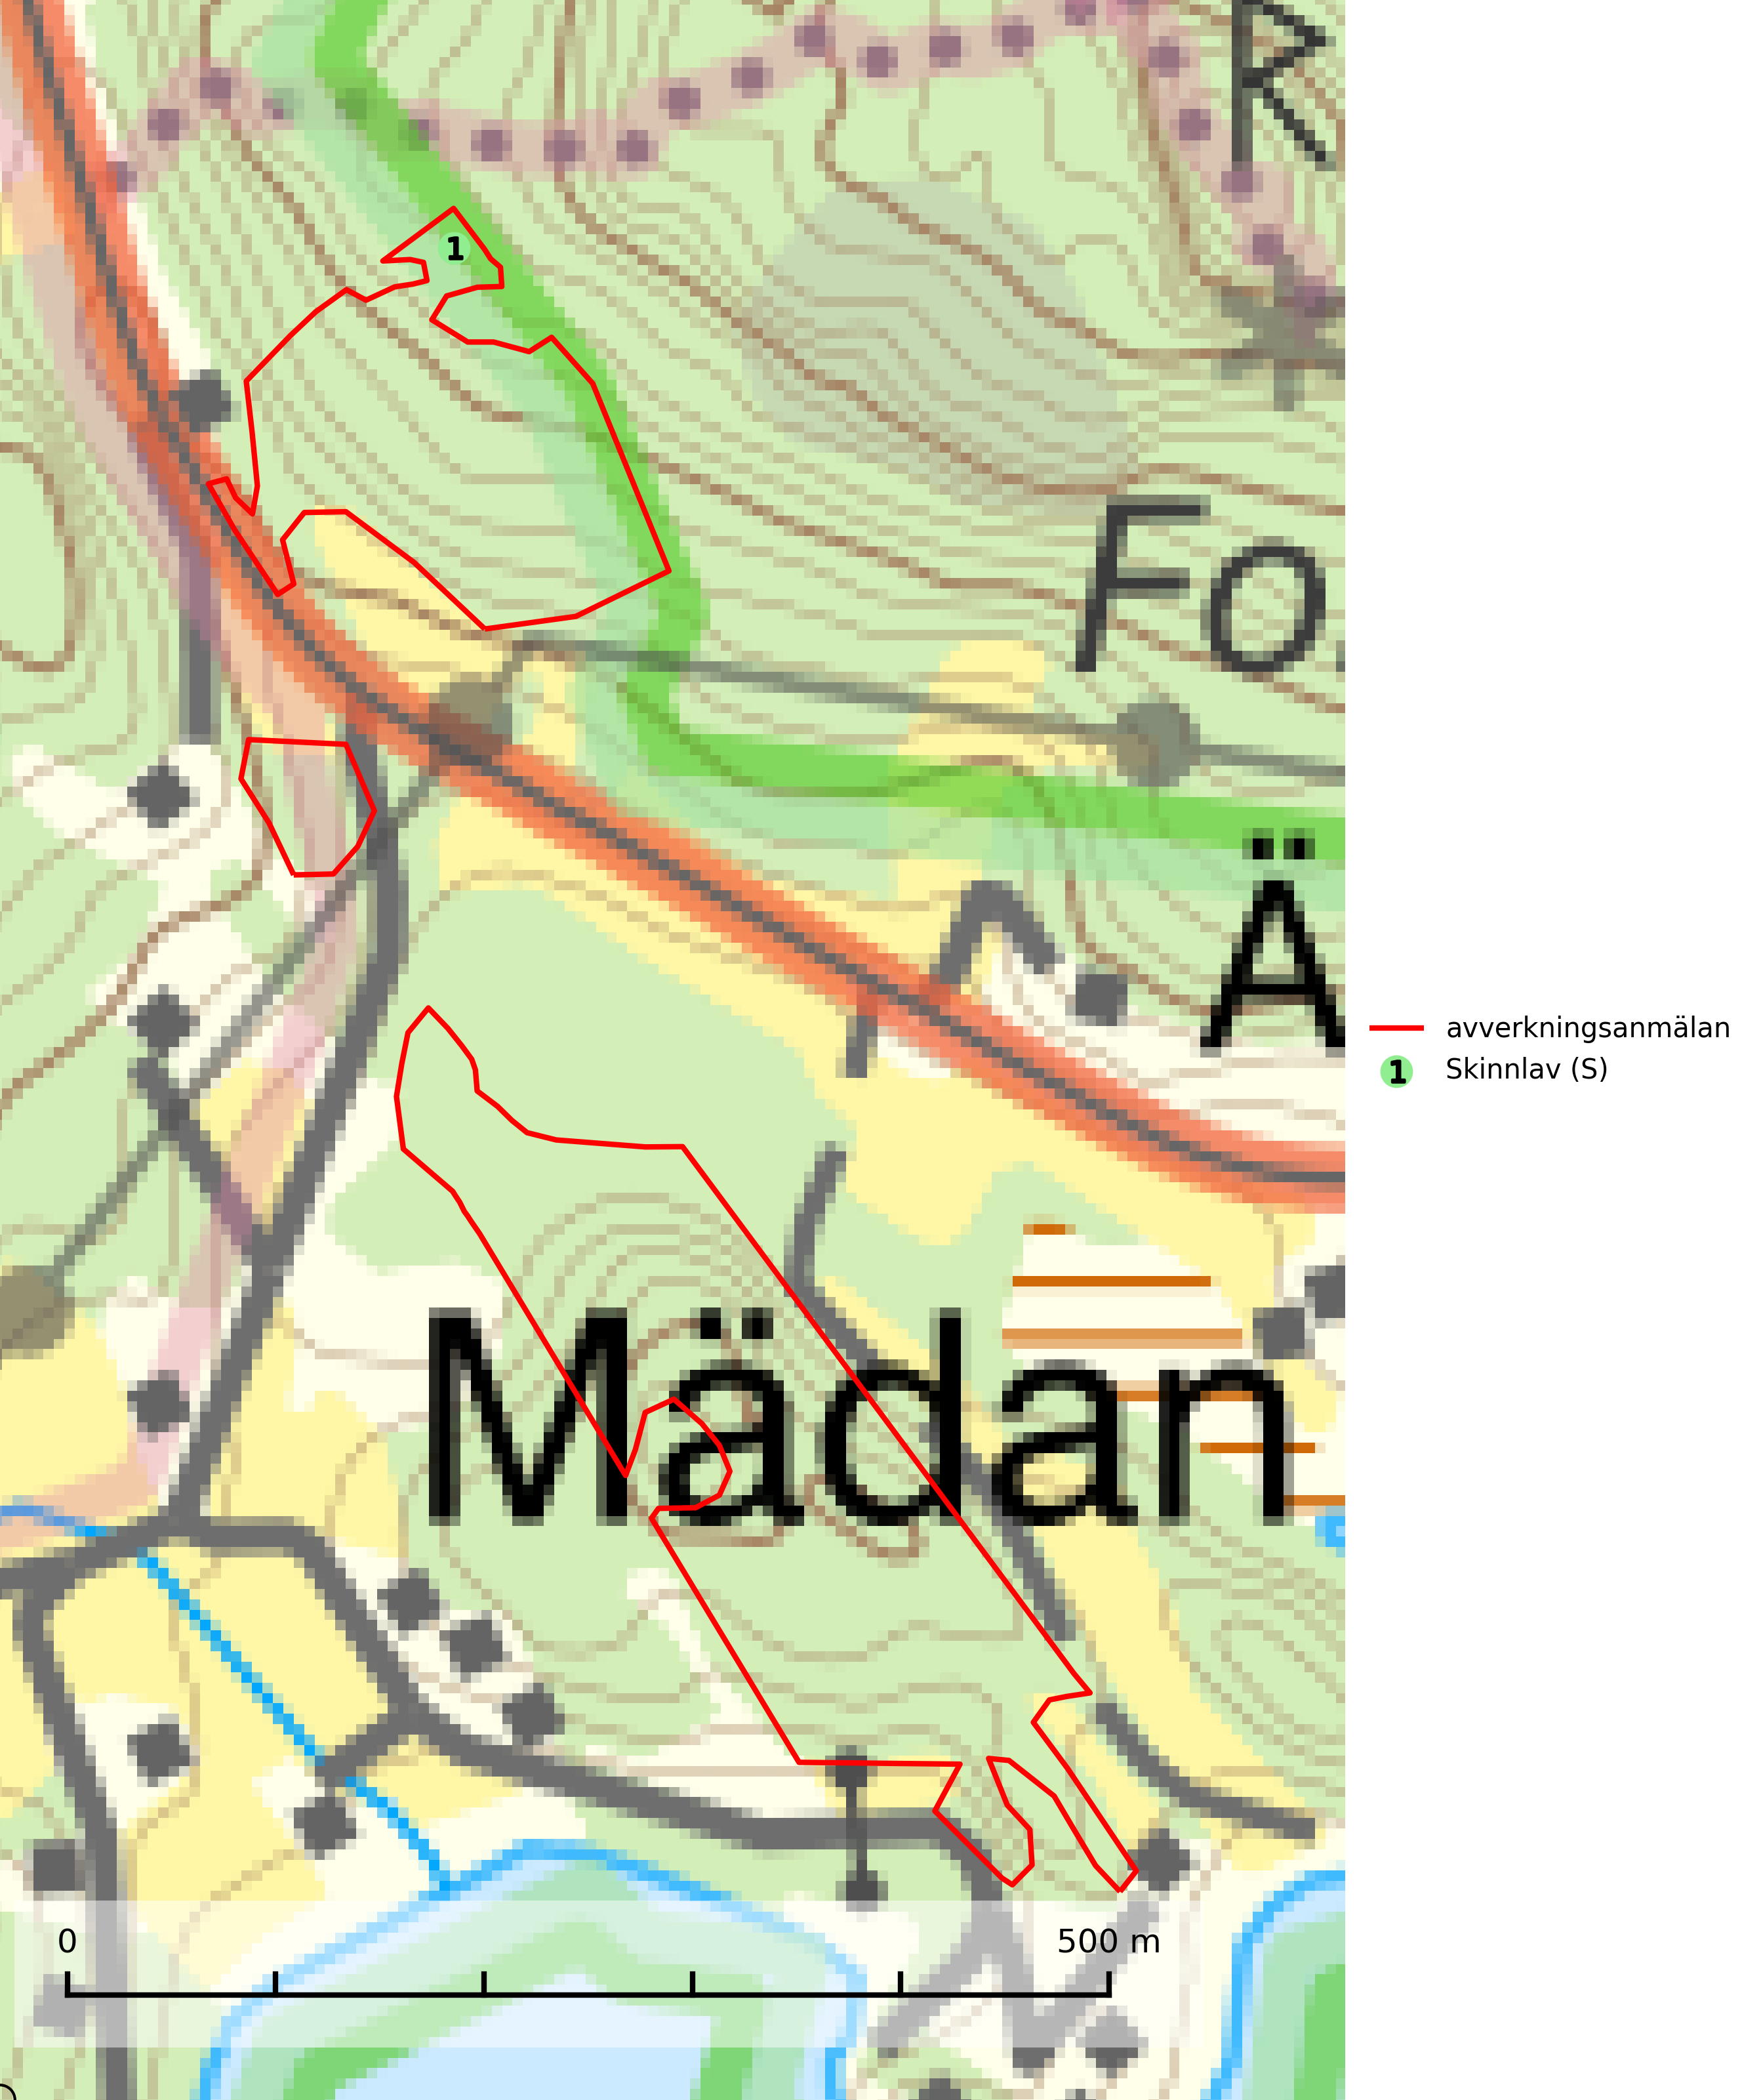 R
1
Fo
Ä
avverkningsanmälan
1 Skinnlav (S)
Mädan
0 500 m